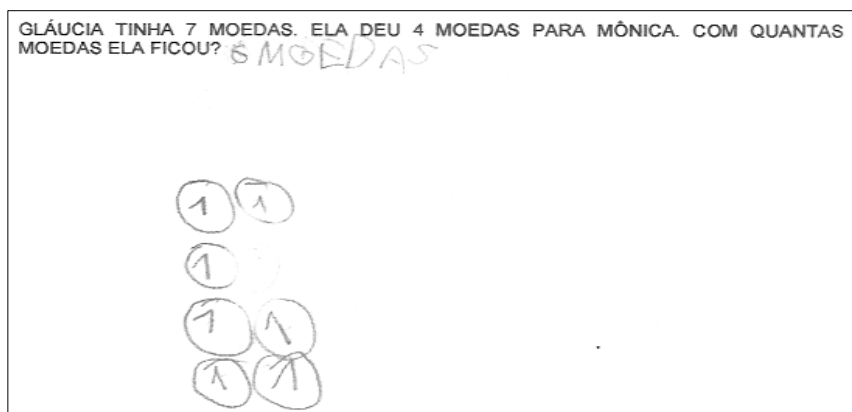 GLÁUCIA TINHA 7 MOEDAS. ELA DEU 4 MOEDAS PARA MÔNICA. COM QUANTAS
MOEDAS ELA FICOU? 6 MOEDAS
1 1
1
1 1
1 1